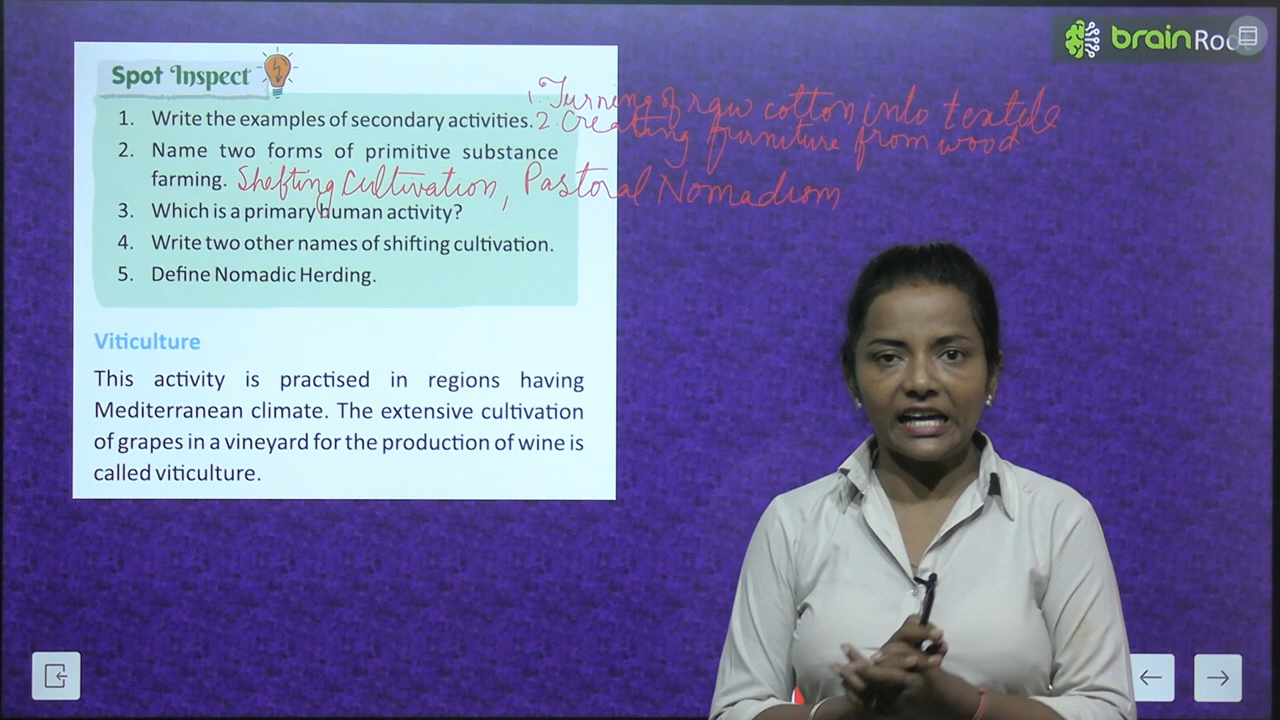 brainRoo
Spot Inspect
1. Turning of raw cotton into textile
1. Write the examples of secondary activities. 2. Creating furniture from wood
2. Name two forms of primitive substance
farming. Shefting Cultivation, Pastoral Nomadism
3. Which is a primary human activity?
4. Write two other names of shifting cultivation.
5. Define Nomadic Herding.
Viticulture
This activity is practised in regions having
Mediterranean climate. The extensive cultivation
of grapes in a vineyard for the production of wine is
called viticulture.